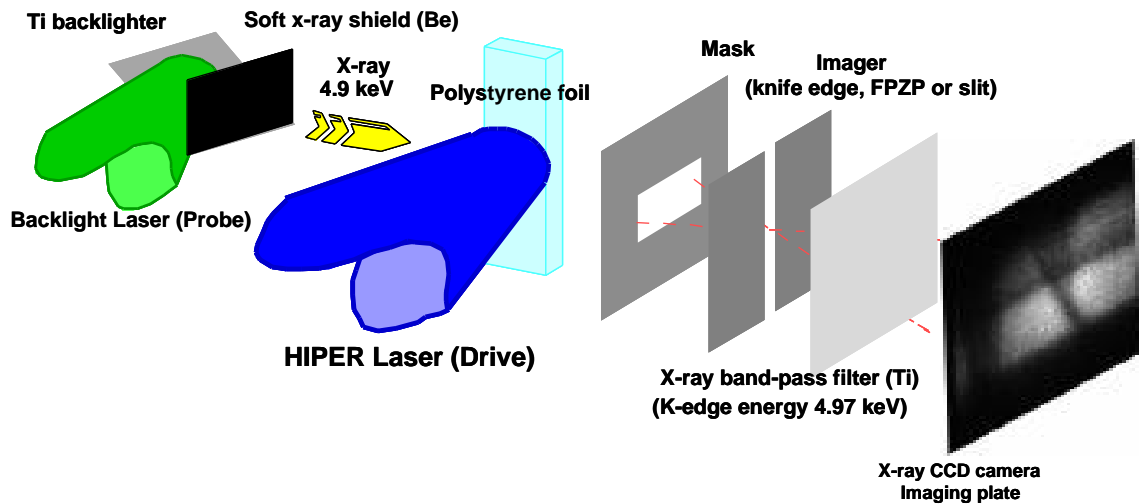 Ti backlighter
Soft x-ray shield (Be)
X-ray
4.9 keV
Polystyrene foil
Mask
Imager
(knife edge, FPZP or slit)
Backlight Laser (Probe)
HIPER Laser (Drive)
X-ray band-pass filter (Ti)
(K-edge energy 4.97 keV)
X-ray CCD camera
Imaging plate